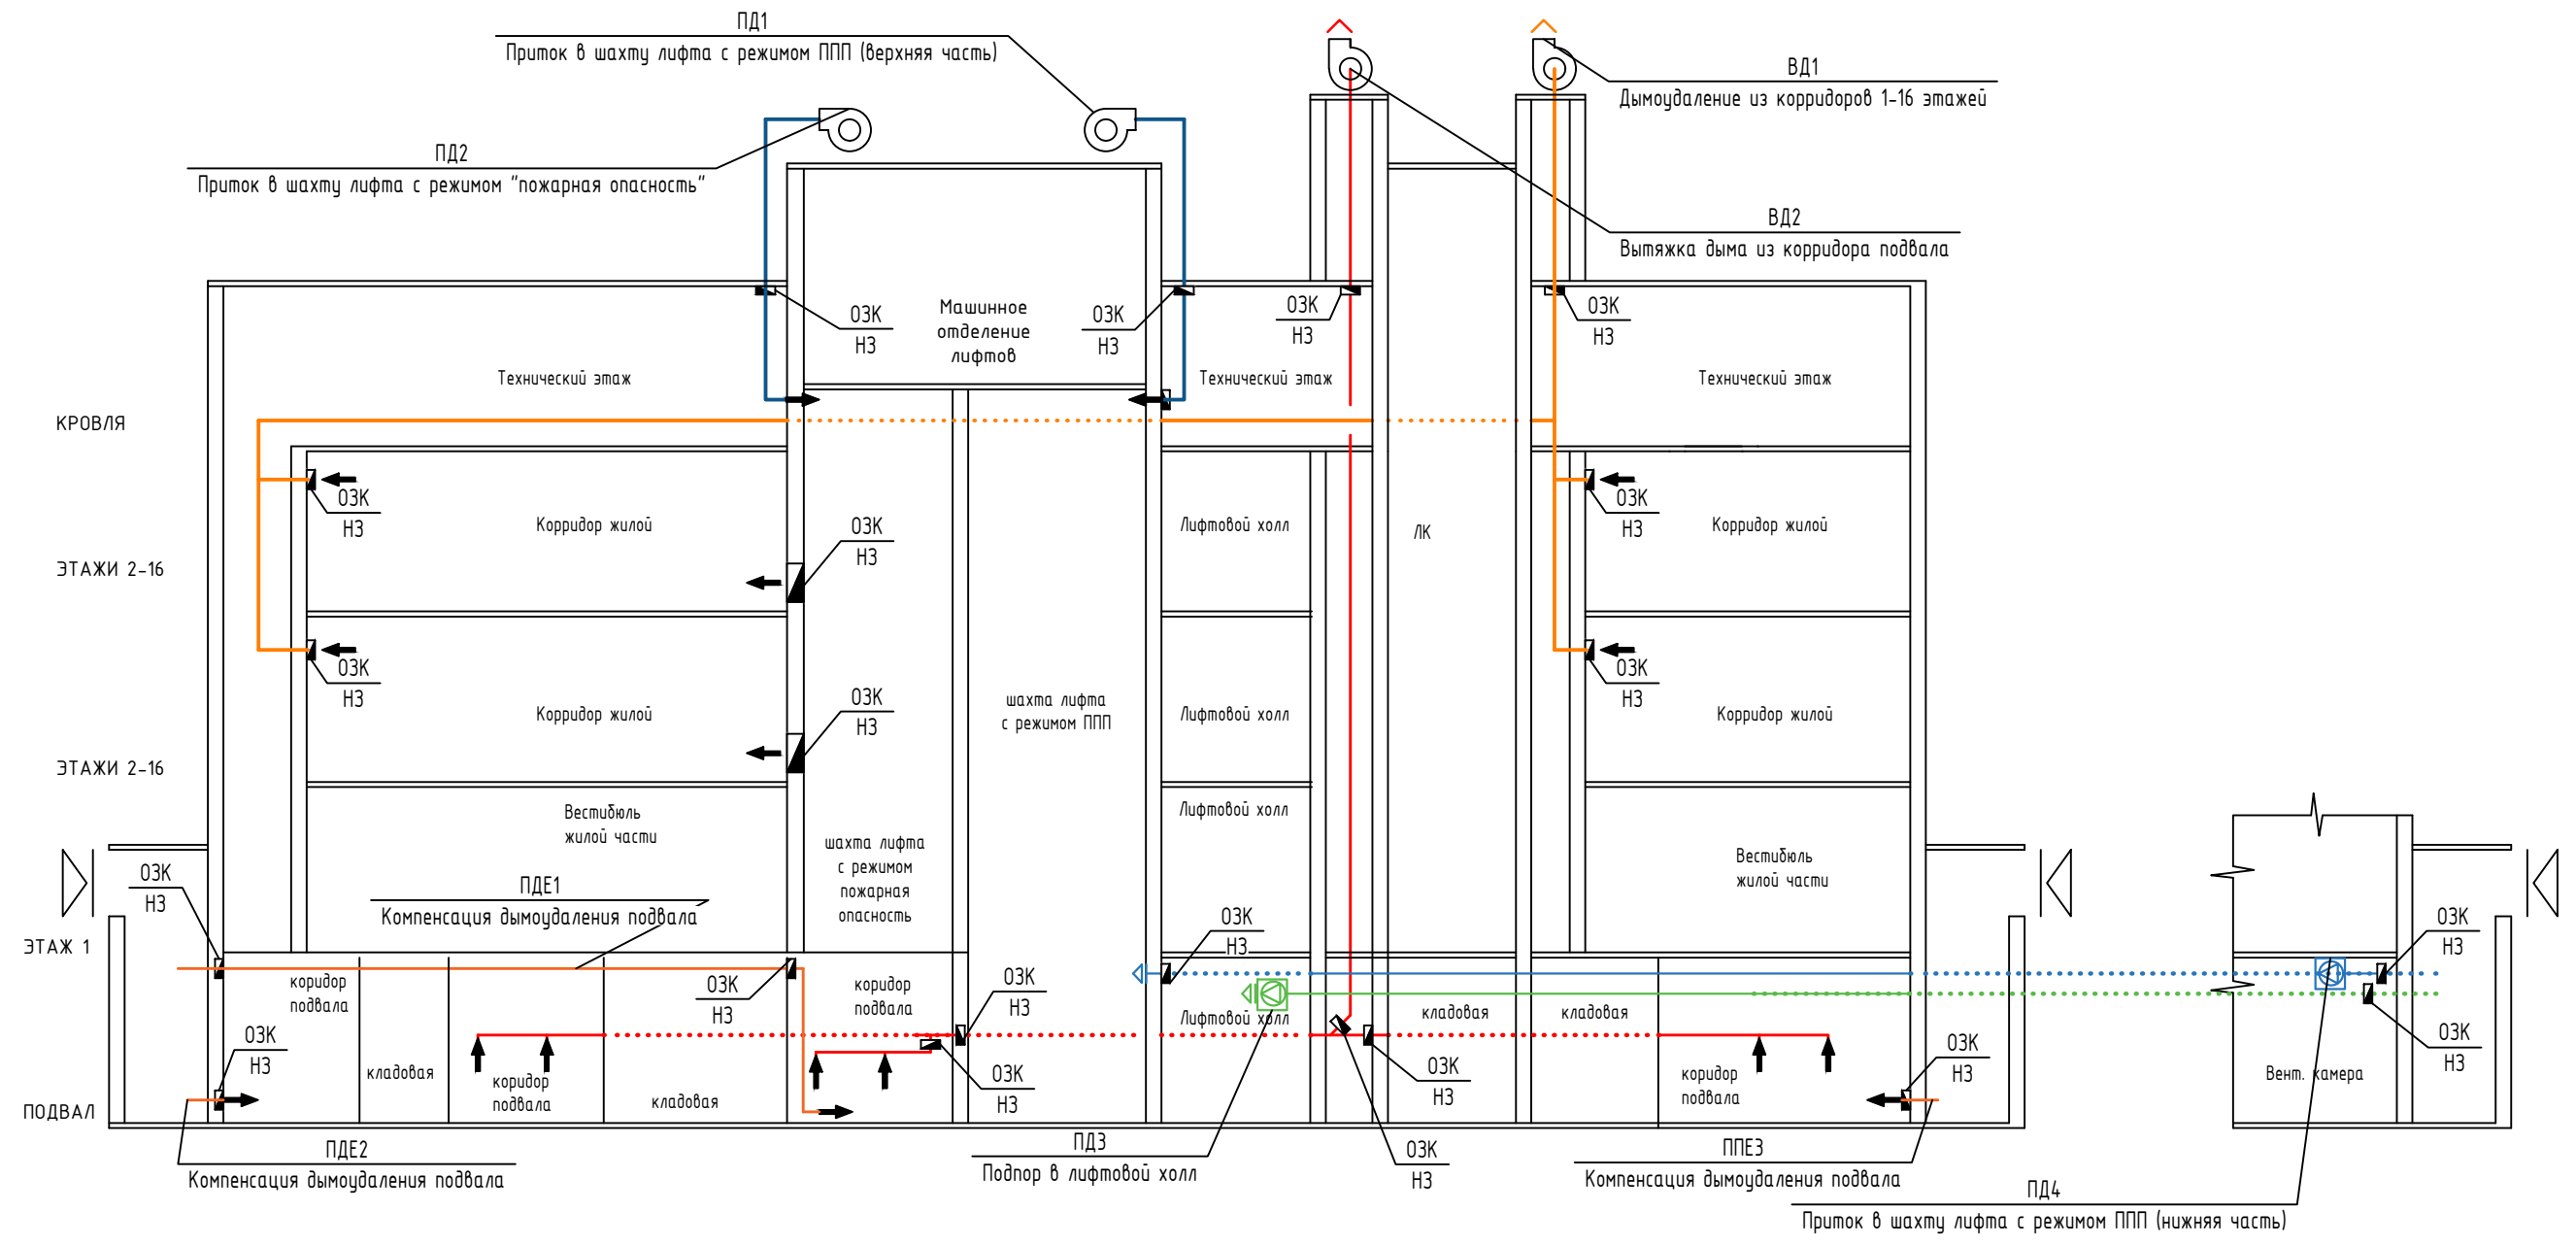 ПД1
Приток в шахту лифта с режимом ППП (верхняя часть)
ВД1
Дымоудаление из корридоров 1-16 этажей
ПД2
Приток в шахту лифта с режимом "пожарная опасность"
ВД2
Вытяжка дыма из корридора подвала
ОЗК
НЗ
Машинное
отделение
лифтов
ОЗК
НЗ
ОЗК
НЗ
ОЗК
НЗ
Технический этаж
Технический этаж
Технический этаж
КРОВЛЯ
ОЗК
НЗ
Корридор жилой
ОЗК
НЗ
Лифтовой холл
ЛК
ОЗК
НЗ
Корридор жилой
ЭТАЖИ 2-16
ОЗК
НЗ
Корридор жилой
ОЗК
НЗ
шахта лифта
с режимом ППП
Лифтовой холл
ОЗК
НЗ
Корридор жилой
ЭТАЖИ 2-16
Вестибюль
жилой части
шахта лифта
с режимом
пожарная
опасность
Лифтовой холл
Вестибюль
жилой части
ОЗК
НЗ
ПДЕ1
Компенсация дымоудаления подвала
ОЗК
НЗ
ОЗК
НЗ
ЭТАЖ 1
коридор
подвала
ОЗК
НЗ
коридор
подвала
ОЗК
НЗ
Лифтовой холл
кладовая
кладовая
ОЗК
НЗ
ОЗК
НЗ
кладовая
коридор
подвала
кладовая
ОЗК
НЗ
ОЗК
НЗ
коридор
подвала
ОЗК
НЗ
Вент. камера
ПОДВАЛ
ПДЕ2
Компенсация дымоудаления подвала
ПД3
Подпор в лифтовой холл
ОЗК
НЗ
ППЕ3
Компенсация дымоудаления подвала
ПД4
Приток в шахту лифта с режимом ППП (нижняя часть)